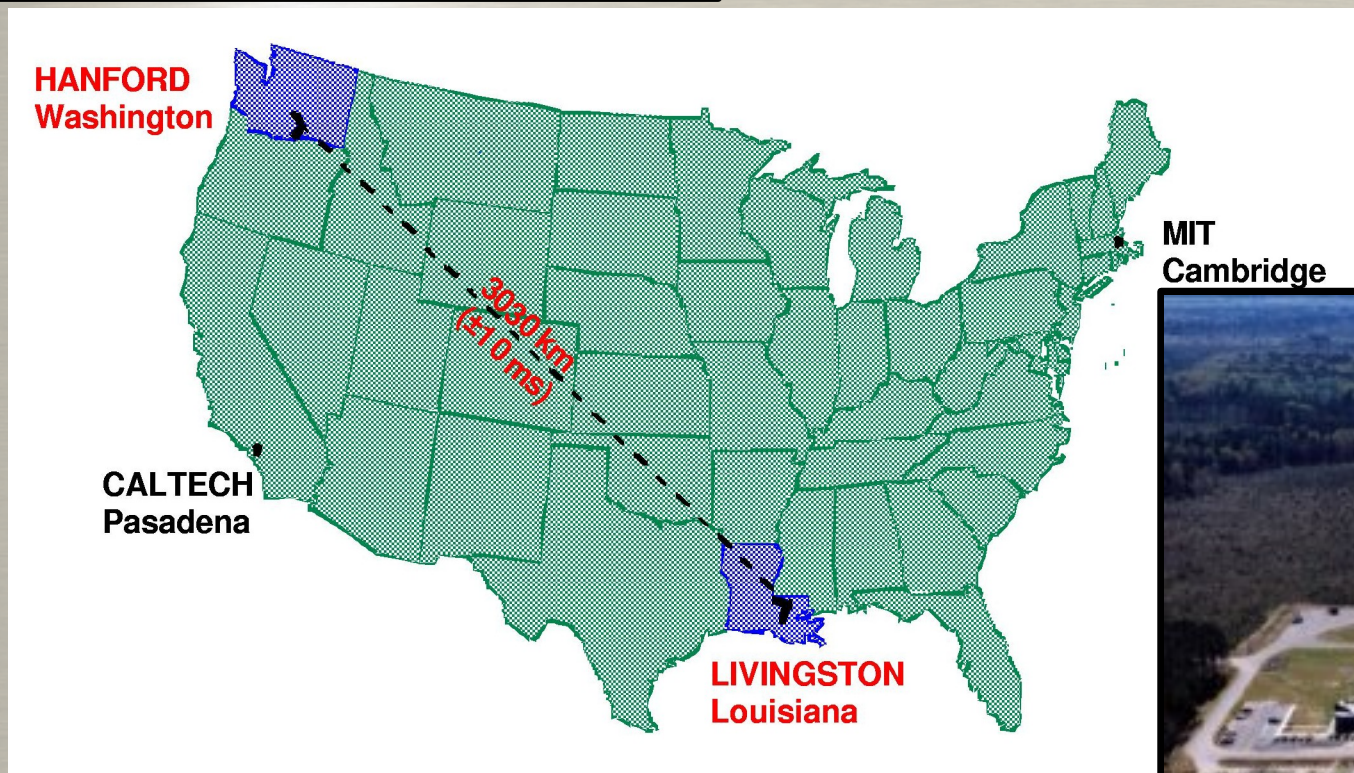 HANFORD
Washington
MIT
Cambridge
3030 km
(±10 ms)
CALTECH
Pasadena
LIVINGSTON
Louisiana